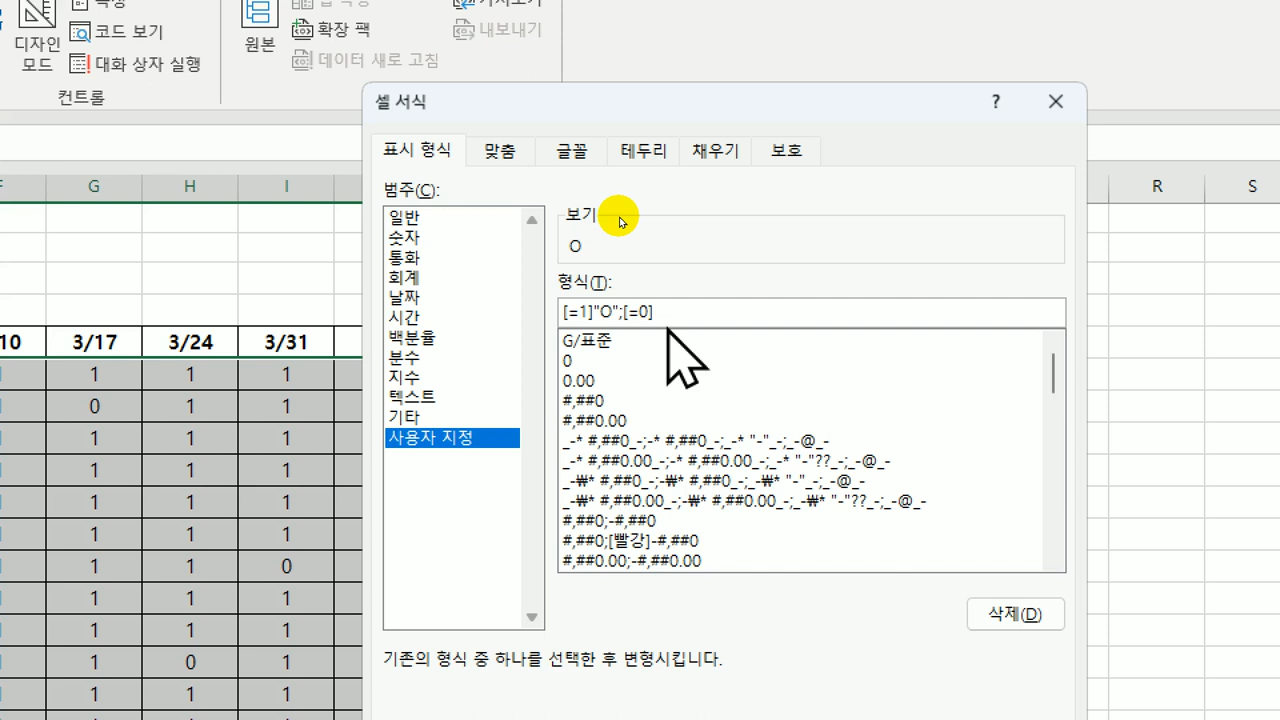 속성
코드 보기
대화 상자 실행
디자인
모드
컨트롤
원본
확장 팩
데이터 새로 고침
가져오기
내보내기
셀 서식
?
표시 형식 맞춤 글꼴 테두리 채우기 보호
범주(C):
일반
숫자
통화
회계
날짜
시간
백분율
분수
지수
텍스트
기타
사용자 지정
보기
O
형식(T):
[=1]"O";[=0]
G/표준
0
0.00
#,##0
#,##0.00
_-* #,##0_-;-* #,##0_-;_-* "-"_-;_-@_-
_-* #,##0.00_-;-* #,##0.00_-;_-* "-"??_-;_-@_-
_-₩* #,##0_-;-₩* #,##0_-;_-₩* "-"_-;_-@_-
_-₩* #,##0.00_-;-₩* #,##0.00_-;_-₩* "-"??_-;_-@_-
#,##0;-#,##0
#,##0;[빨강]-#,##0
#,##0.00;-#,##0.00
삭제(D)
기존의 형식 중 하나를 선택한 후 변형시킵니다.
G H I R S
10 3/17 3/24 3/31
1 1 1
0 1 1
1 1 1
1 1 1
1 1 1
1 1 1
1 1 0
1 1 1
1 1 1
1 0 1
1 1 1